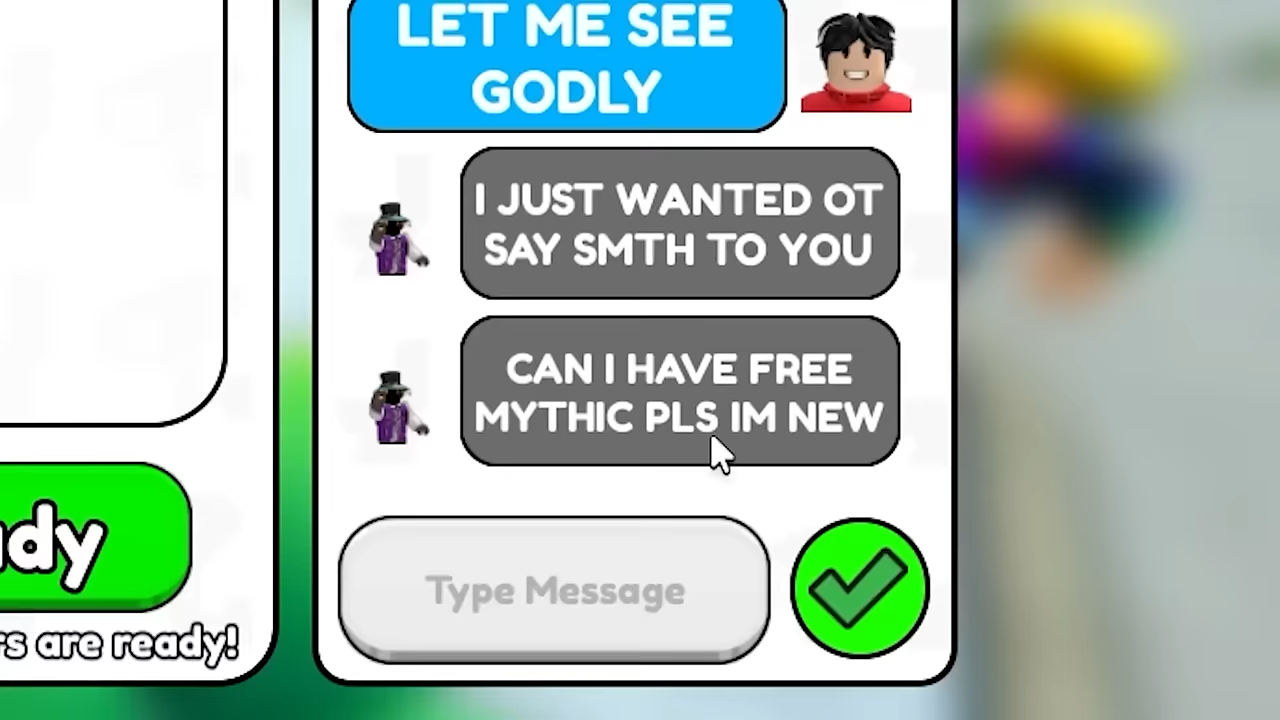 LET ME SEE
GODLY
I JUST WANTED OT
SAY SMTH TO YOU
CAN I HAVE FREE
MYTHIC PLS IM NEW
Type Message
ady
rs are ready!